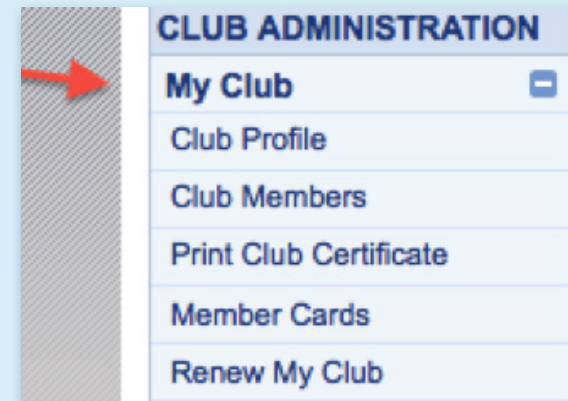 CLUB ADMINISTRATION
My Club
Club Profile
Club Members
Print Club Certificate
Member Cards
Renew My Club